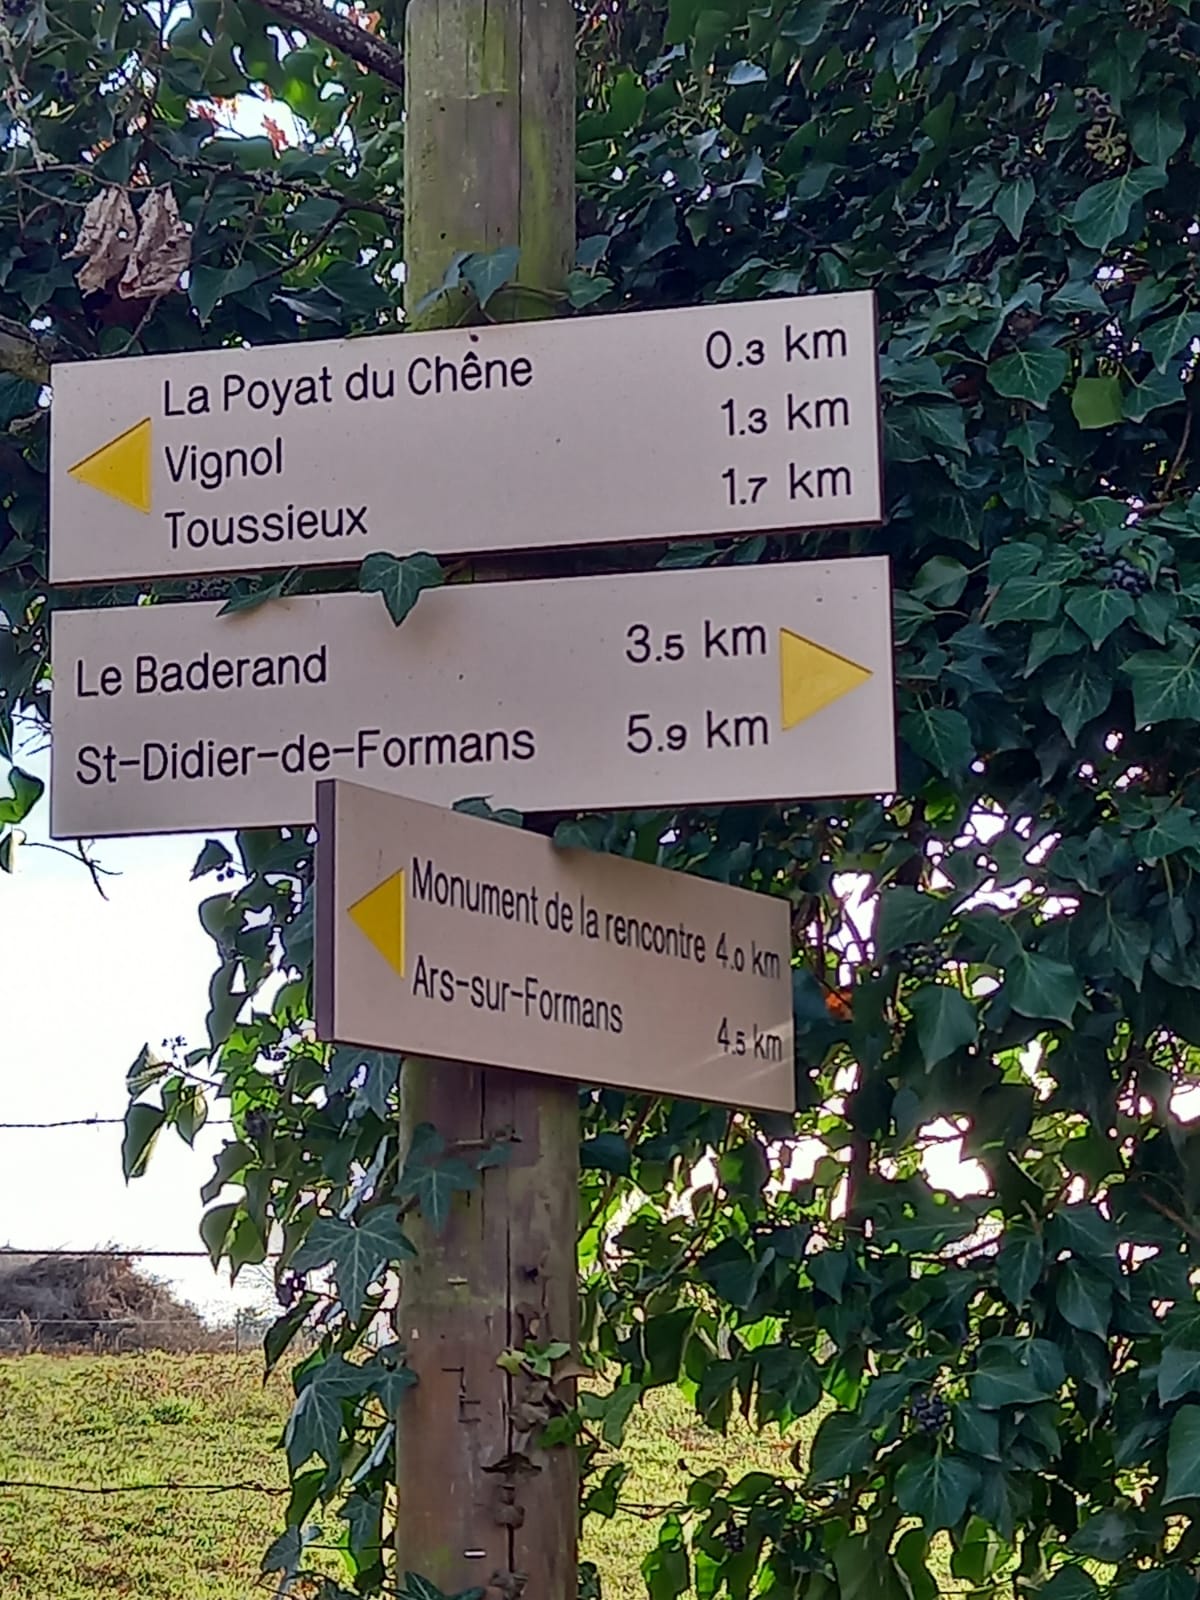 La Poyat du Chêne 0.3 km
Vignol 1.3 km
Toussieux 1.7 km
Le Baderand 3.5 km
St-Didier-de-Formans 5.9 km
Monument de la rencontre 4.0 km
Ars-sur-Formans 4.5 km